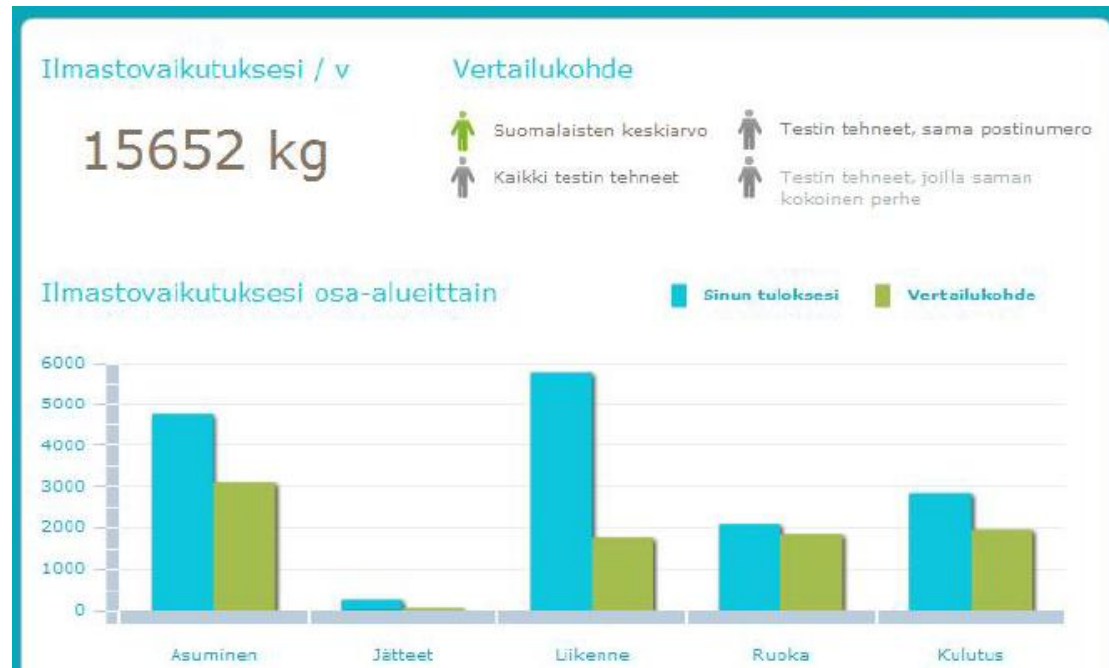 Ilmastovaikutuksesi / v
15652 kg
Vertailukohde
Suomalaisten keskiarvo
Testin tehneet, sama postinumero
Kaikki testin tehneet
Testin tehneet, joilla saman
kokoinen perhe
Ilmastovaikutuksesi osa-alueittain
Sinun tuloksesi
Vertailukohde
6000
5000
4000
3000
2000
1000
0
Asuminen
Jätteet
Liikenne
Ruoka
Kulutus